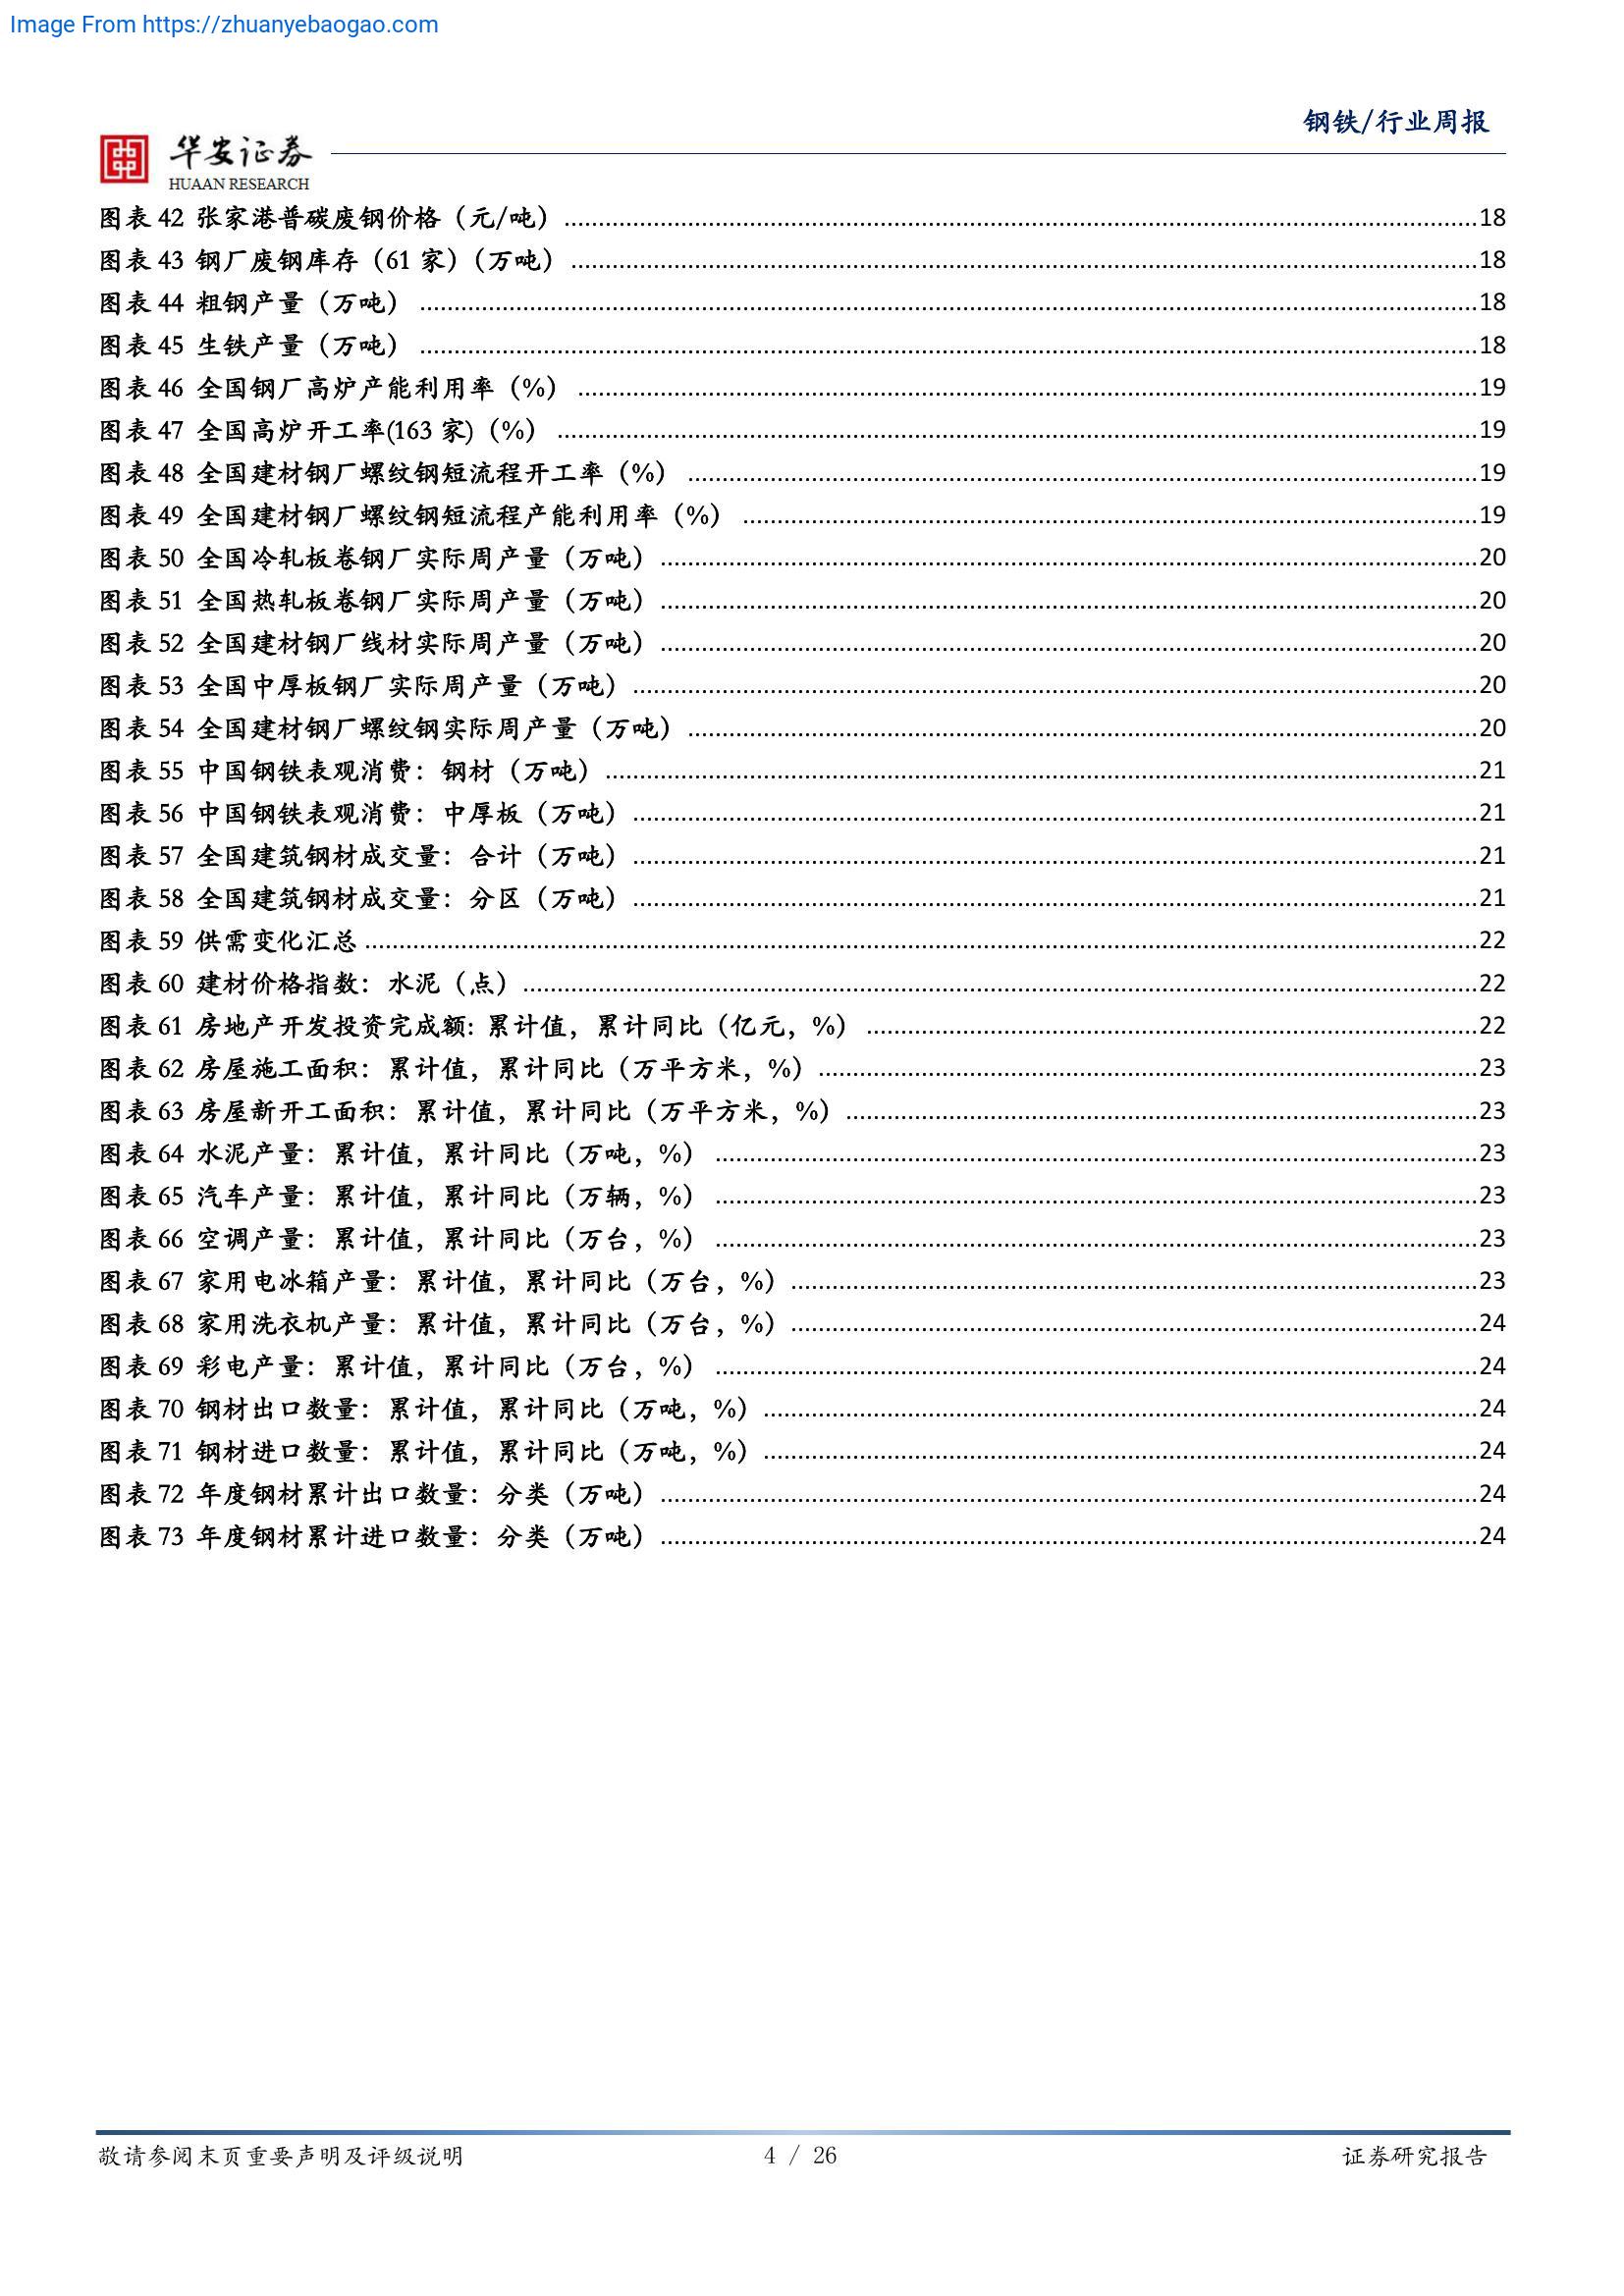 Image From https://zhuanyebaogao.com
钢铁/行业周报
华安证券
HUAAN RESEARCH
图表 42 张家港普碳废钢价格（元/吨）18
图表 43 钢厂废钢库存（61 家）（万吨）18
图表 44 粗钢产量（万吨）18
图表 45 生铁产量（万吨）18
图表 46 全国钢厂高炉产能利用率（%）19
图表 47 全国高炉开工率(163 家)（%）19
图表 48 全国建材钢厂螺纹钢短流程开工率（%）19
图表 49 全国建材钢厂螺纹钢短流程产能利用率（%）19
图表 50 全国冷轧板卷钢厂实际周产量（万吨）20
图表 51 全国热轧板卷钢厂实际周产量（万吨）20
图表 52 全国建材钢厂线材实际周产量（万吨）20
图表 53 全国中厚板钢厂实际周产量（万吨）20
图表 54 全国建材钢厂螺纹钢实际周产量（万吨）20
图表 55 中国钢铁表观消费：钢材（万吨）21
图表 56 中国钢铁表观消费：中厚板（万吨）21
图表 57 全国建筑钢材成交量：合计（万吨）21
图表 58 全国建筑钢材成交量：分区（万吨）21
图表 59 供需变化汇总22
图表 60 建材价格指数：水泥（点）22
图表 61 房地产开发投资完成额: 累计值，累计同比（亿元，%）22
图表 62 房屋施工面积：累计值，累计同比（万平方米，%）23
图表 63 房屋新开工面积：累计值，累计同比（万平方米，%）23
图表 64 水泥产量：累计值，累计同比（万吨，%）23
图表 65 汽车产量：累计值，累计同比（万辆，%）23
图表 66 空调产量：累计值，累计同比（万台，%）23
图表 67 家用电冰箱产量：累计值，累计同比（万台，%）23
图表 68 家用洗衣机产量：累计值，累计同比（万台，%）24
图表 69 彩电产量：累计值，累计同比（万台，%）24
图表 70 钢材出口数量：累计值，累计同比（万吨，%）24
图表 71 钢材进口数量：累计值，累计同比（万吨，%）24
图表 72 年度钢材累计出口数量：分类（万吨）24
图表 73 年度钢材累计进口数量：分类（万吨）24
敬请参阅末页重要声明及评级说明 4 / 26 证券研究报告